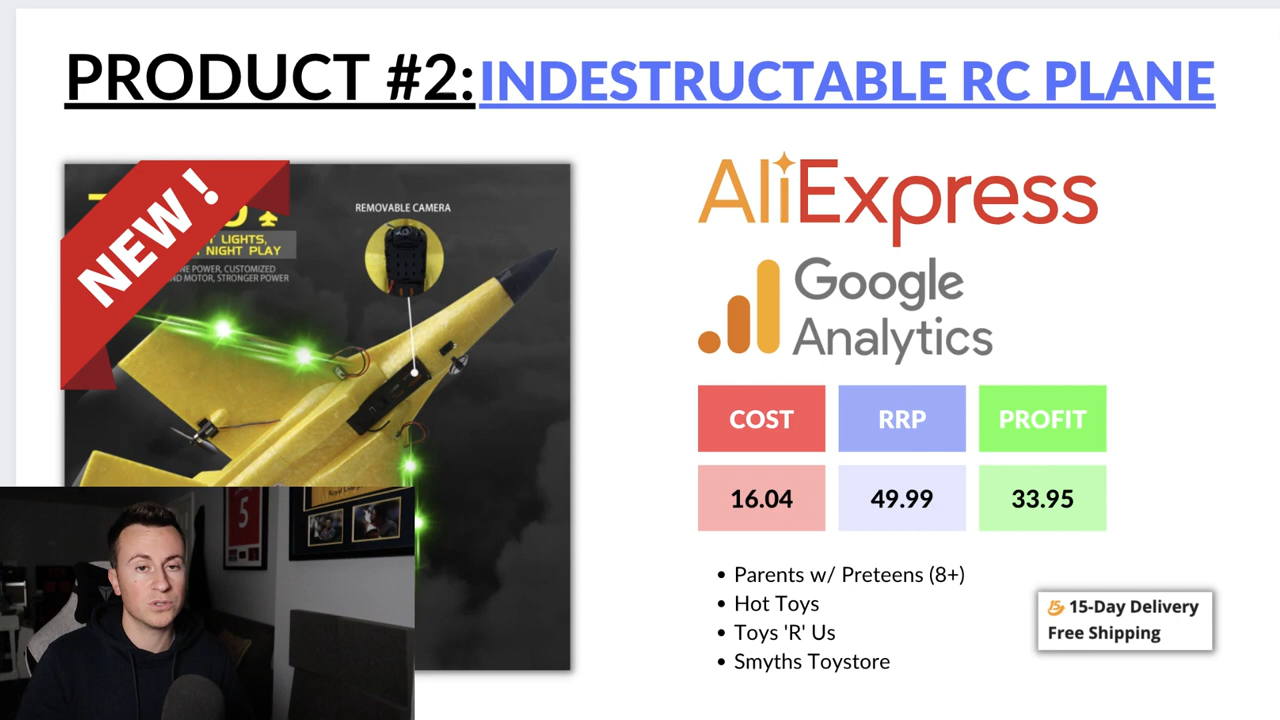 PRODUCT #2: INDESTRUCTABLE RC PLANE
NEW !
REMOVABLE CAMERA
LIGHTS,
NIGHT PLAY
POWER, CUSTOMIZED
MOTOR, STRONGER POWER
5
AliExpress
Google
Analytics
COST RRP PROFIT
16.04 49.99 33.95
• Parents w/ Preteens (8+)
• Hot Toys
• Toys 'R' Us
• Smyths Toystore
15-Day Delivery
Free Shipping